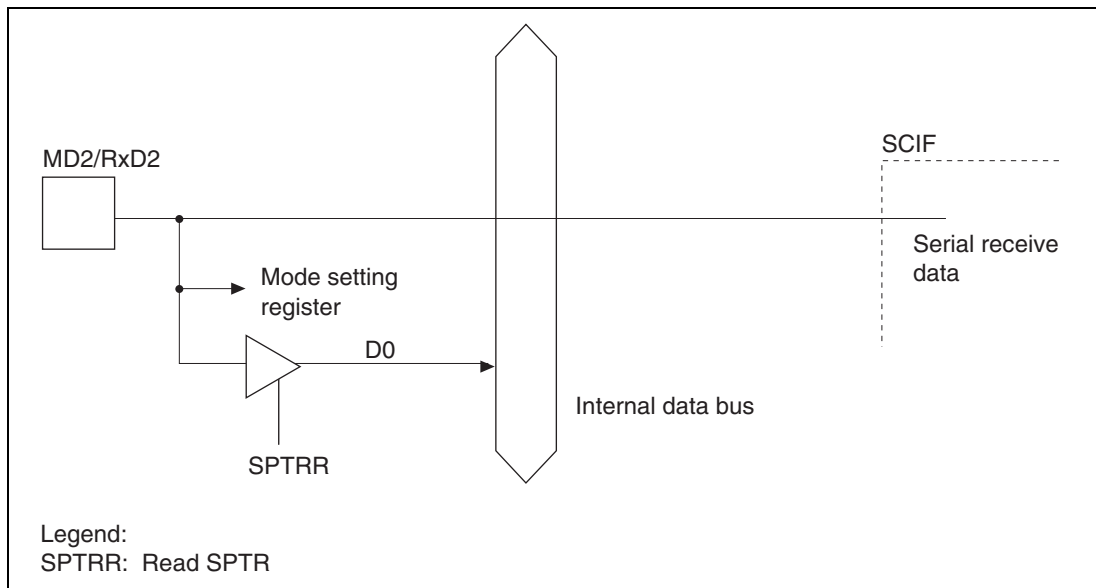 MD2/RxD2
SCIF
Serial receive
data
Mode setting
register
D0
Internal data bus
SPTRR
Legend:
SPTRR: Read SPTR